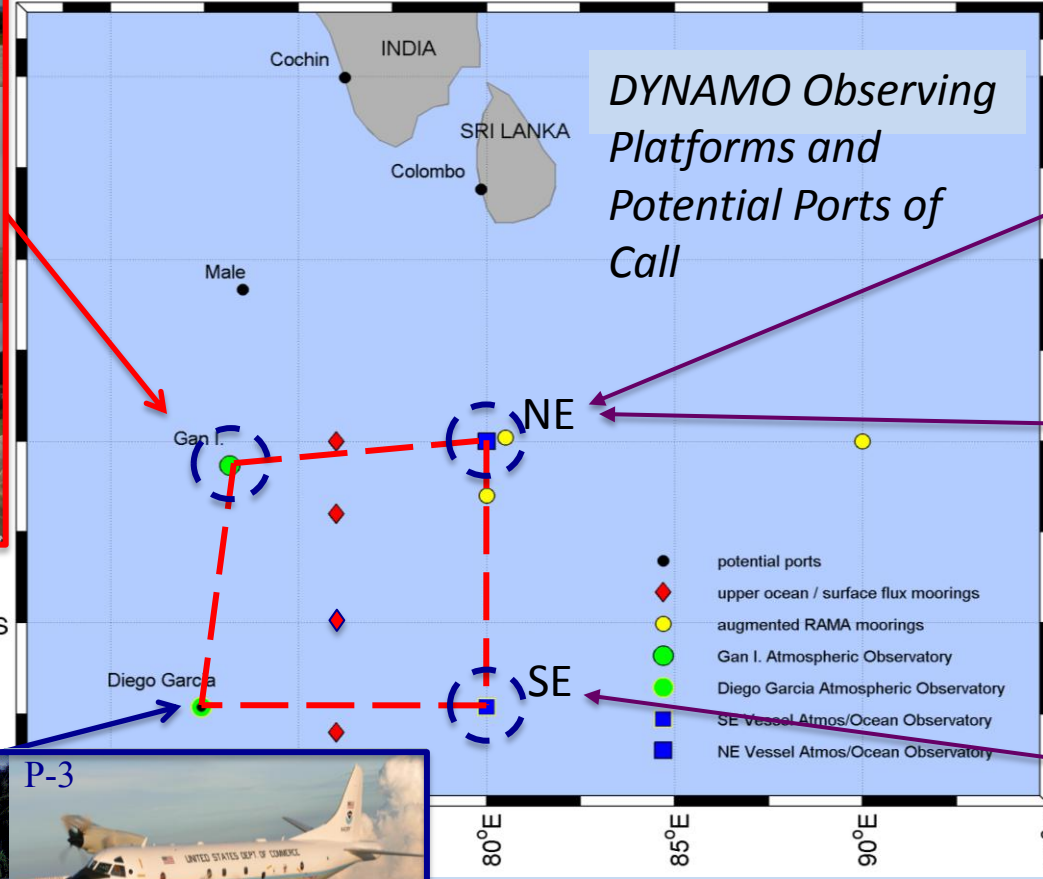 INDIA
Cochin
DYNAMO Observing
Platforms and
Potential Ports of
Call
SRI LANKA
Colombo
Male
NE
Gan I.
potential ports
upper ocean / surface flux moorings
augmented RAMA moorings
Gan I. Atmospheric Observatory
Diego Garcia Atmospheric Observatory
SE Vessel Atmos/Ocean Observatory
NE Vessel Atmos/Ocean Observatory
S
Diego Garcia
SE
P-3
UNITED STATES DEPT OF COMMERCE
80°E
85°E
90°E